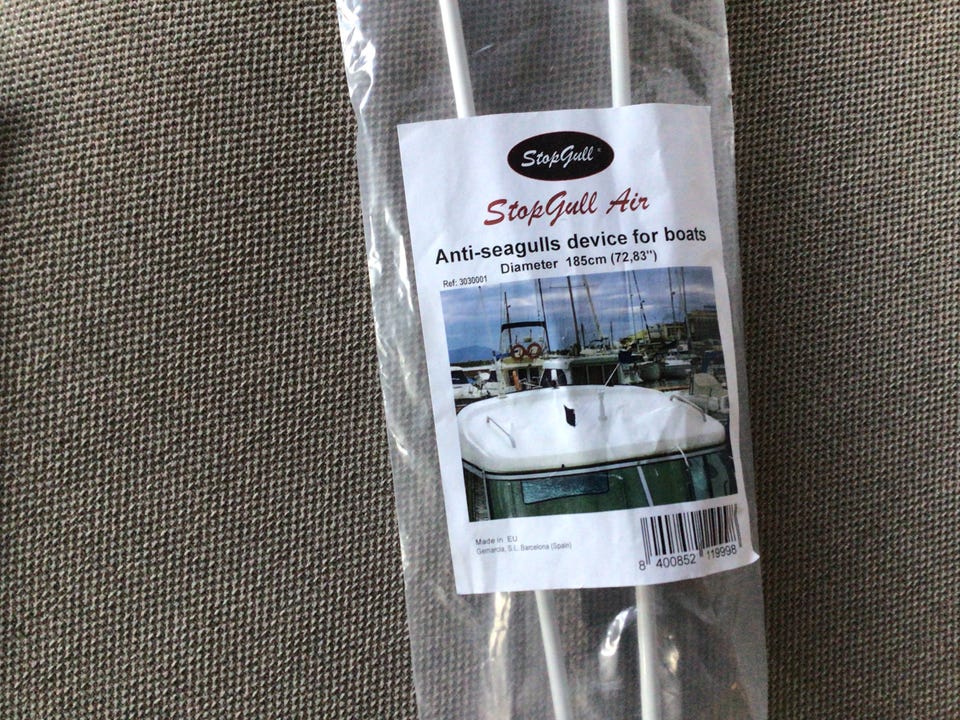 StopGull®
StopGull Air
Anti-seagulls device for boats
Diameter 185cm (72,83")
Ref: 3030001
Made in EU
Gemarcia, S.L. Barcelona (Spain)
8 400852 119998